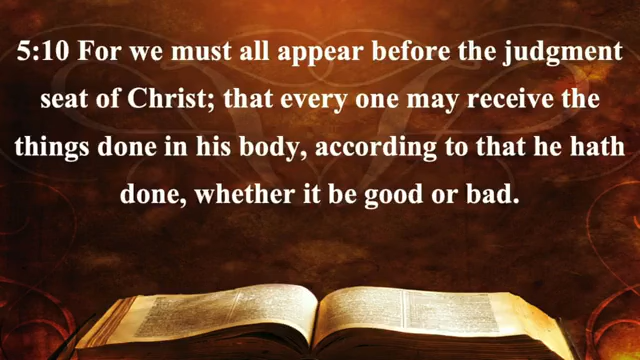 5:10 For we must all appear before the judgment
seat of Christ; that every one may receive the
things done in his body, according to that he hath
done, whether it be good or bad.